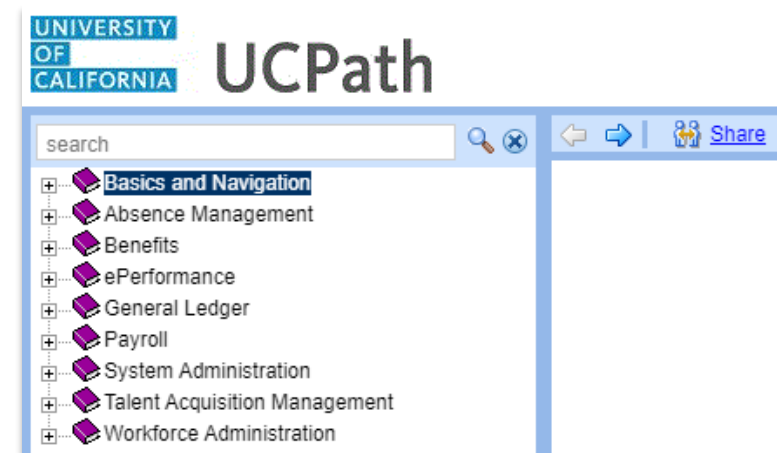 UNIVERSITY
OF
CALIFORNIA
UCPath
search
Share
Basics and Navigation
Absence Management
Benefits
ePerformance
General Ledger
Payroll
System Administration
Talent Acquisition Management
Workforce Administration